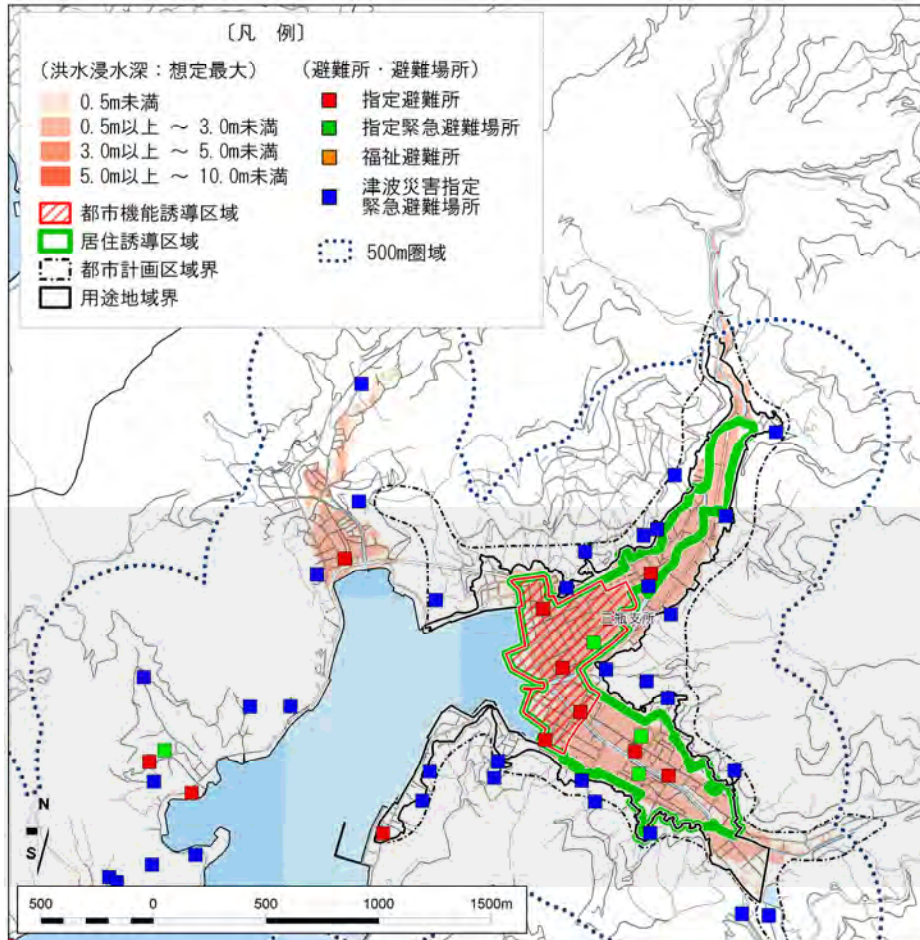 〔凡 例〕
(洪水浸水深:想定最大)
0.5m未満
0.5m以上 ~ 3.0m未満
3.0m以上 ~ 5.0m未満
5.0m以上 ~ 10.0m未満
都市機能誘導区域
居住誘導区域
都市計画区域界
用途地域界
(避難所・避難場所)
指定避難所
指定緊急避難場所
福祉避難所
津波災害指定
緊急避難場所
500m圏域
三瓶支所
N
S
500 0 500 1000 1500m